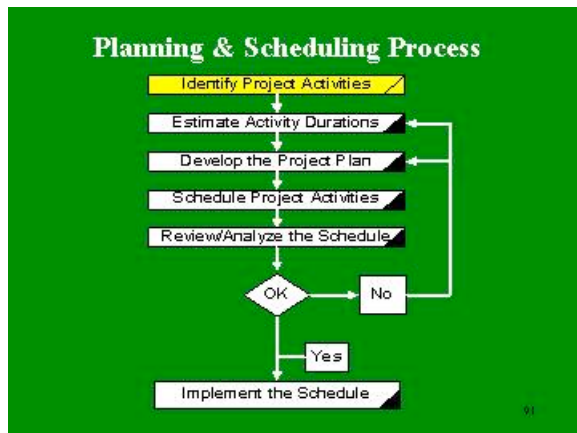 Planning & Scheduling Process
Identify Project Activities
Estimate Activity Durations
Develop the Project Plan
Schedule Project Activities
Review/Analyze the Schedule
OK
No
Yes
Implement the Schedule